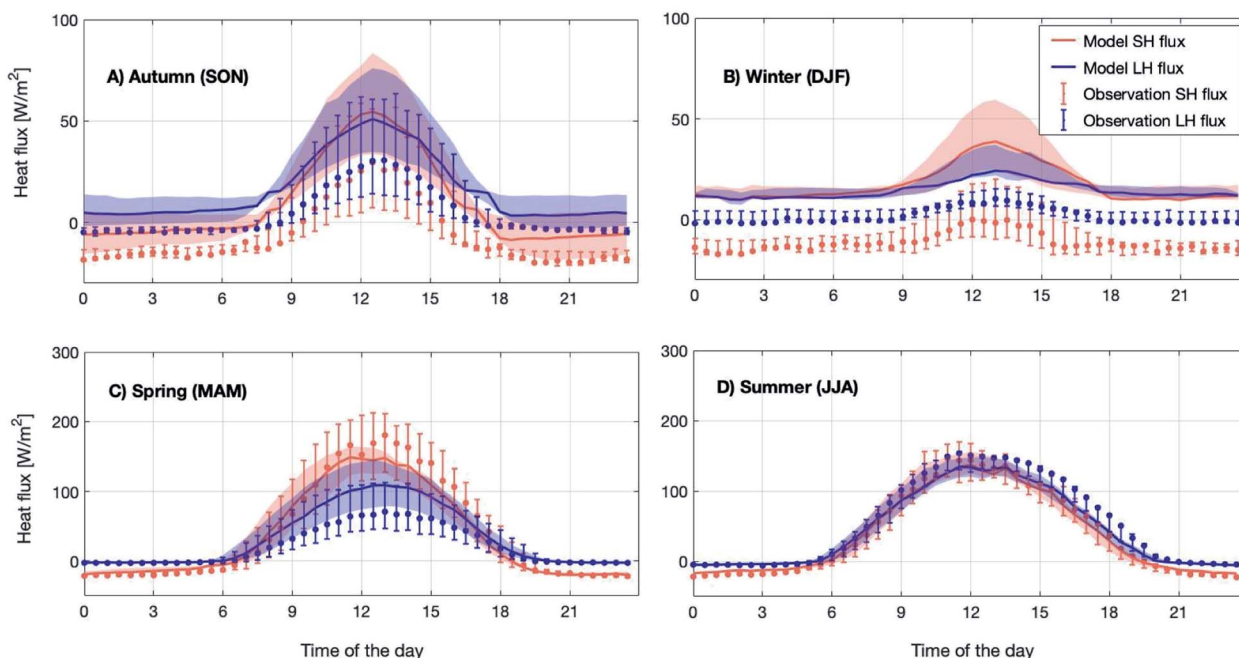 100
50
0
Heat flux [W/m²]
A) Autumn (SON)
0 3 6 9 12 15 18 21
100
50
0
B) Winter (DJF)
Model SH flux
Model LH flux
Observation SH flux
Observation LH flux
0 3 6 9 12 15 18 21
300
200
100
0
Heat flux [W/m²]
C) Spring (MAM)
0 3 6 9 12 15 18 21
Time of the day
300
200
100
0
D) Summer (JJA)
0 3 6 9 12 15 18 21
Time of the day